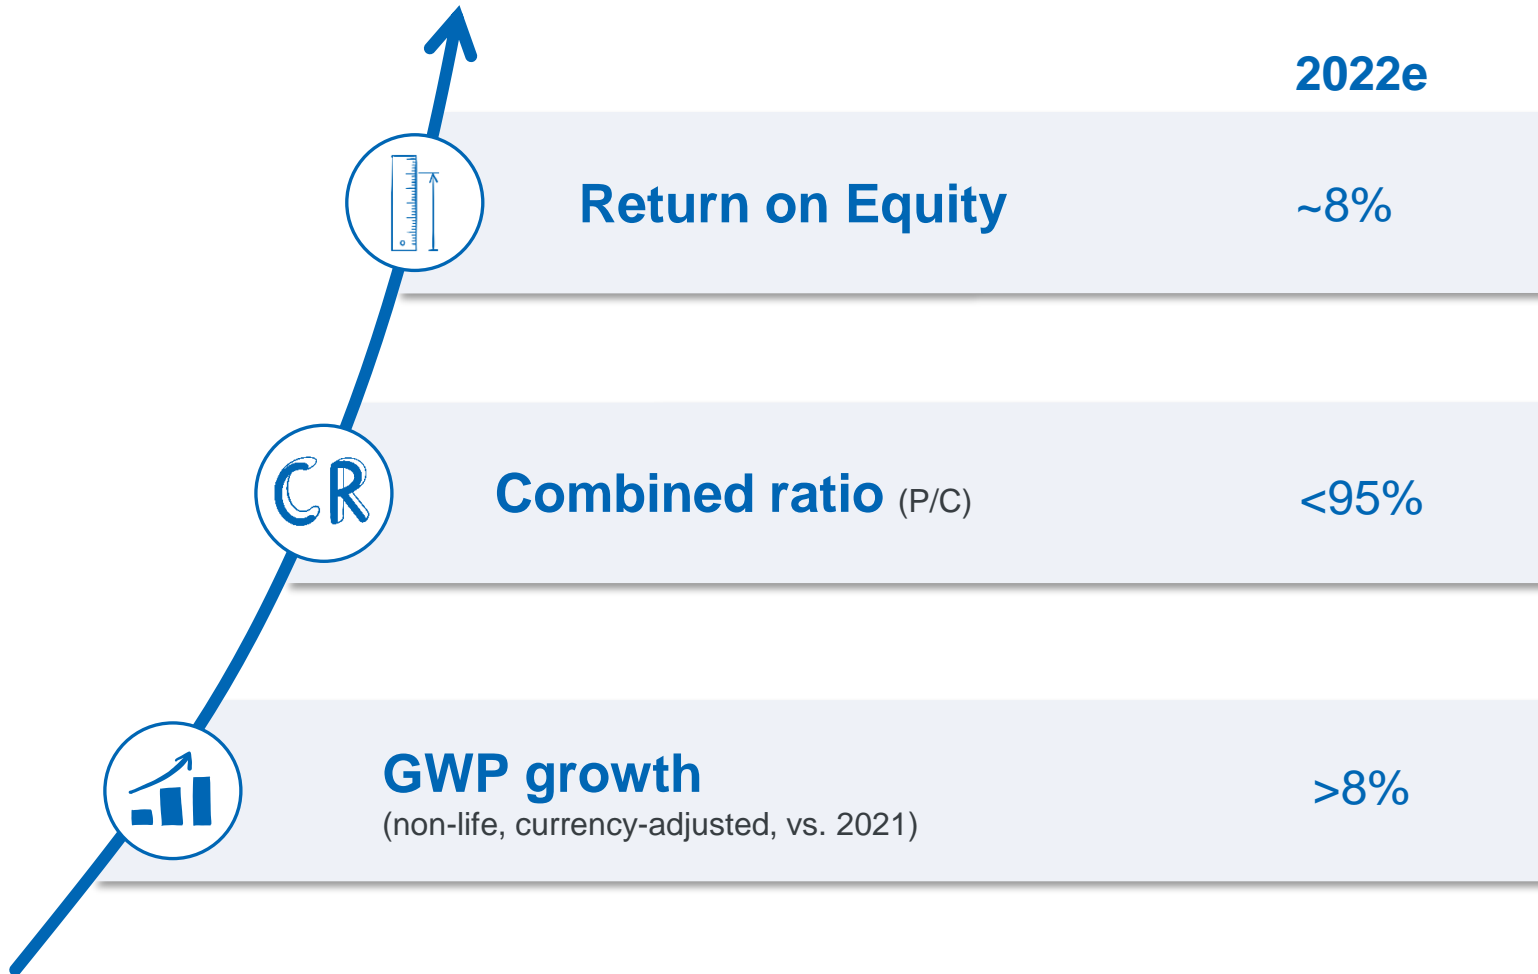 2022e
Return on Equity ~8%
CR
Combined ratio (P/C) <95%
GWP growth >8%
(non-life, currency-adjusted, vs. 2021)